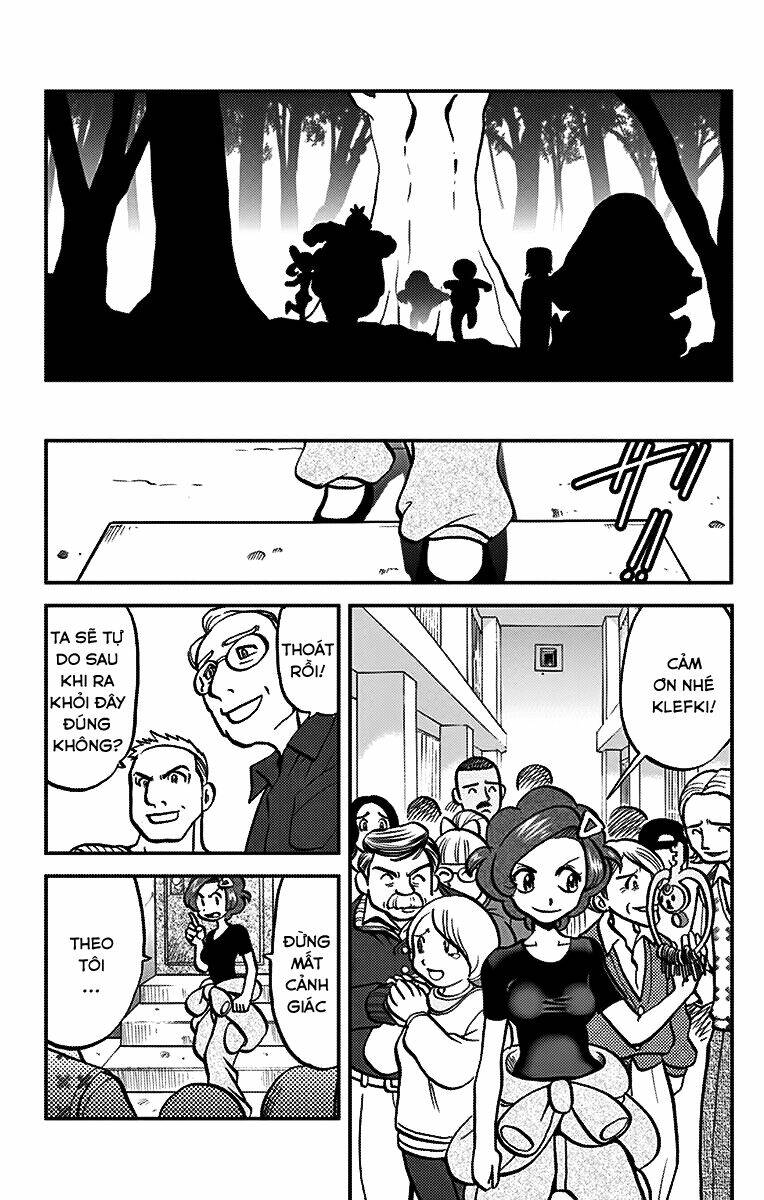 CẢM
ƠN NHÉ
KLEFKI!
THOÁT
RỒI!
TA SẼ TỰ
DO SAU
KHI RA
KHỎI ĐÂY
ĐÚNG
KHÔNG?
ĐỪNG
MẤT
CẢNH
GIÁC
THEO
TÔI
...